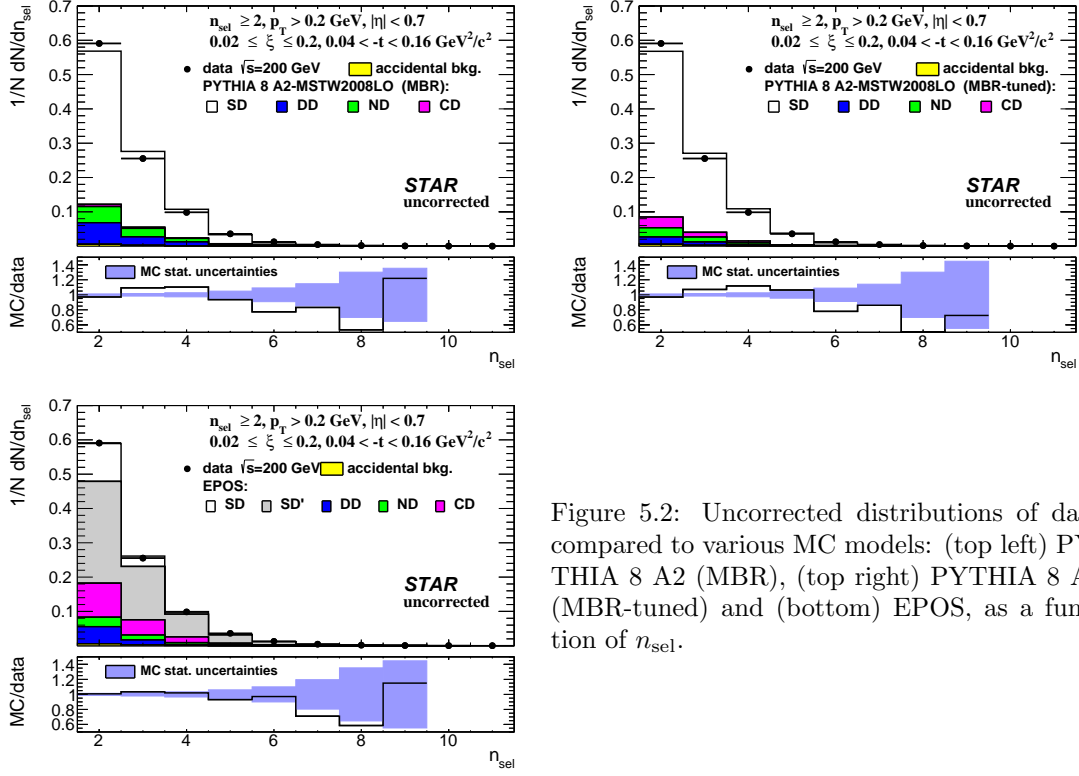 n_sel ≥ 2, p_T > 0.2 GeV, |η| < 0.7
0.02 ≤ ξ ≤ 0.2, 0.04 < -t < 0.16 GeV²/c²
data √s=200 GeV accidental bkg.
PYTHIA 8 A2-MSTW2008LO (MBR):
SD DD ND CD
STAR
uncorrected
1/N dN/dn_sel
0.7
0.6
0.5
0.4
0.3
0.2
0.1
MC stat. uncertainties
MC/data
1.4
1.2
1
0.8
0.6
2 4 6 8 10
n_sel
n_sel ≥ 2, p_T > 0.2 GeV, |η| < 0.7
0.02 ≤ ξ ≤ 0.2, 0.04 < -t < 0.16 GeV²/c²
data √s=200 GeV accidental bkg.
PYTHIA 8 A2-MSTW2008LO (MBR-tuned):
SD DD ND CD
STAR
uncorrected
1/N dN/dn_sel
0.7
0.6
0.5
0.4
0.3
0.2
0.1
MC stat. uncertainties
MC/data
1.4
1.2
1
0.8
0.6
2 4 6 8 10
n_sel
n_sel ≥ 2, p_T > 0.2 GeV, |η| < 0.7
0.02 ≤ ξ ≤ 0.2, 0.04 < -t < 0.16 GeV²/c²
data √s=200 GeV accidental bkg.
EPOS:
SD SD' DD ND CD
STAR
uncorrected
1/N dN/dn_sel
0.7
0.6
0.5
0.4
0.3
0.2
0.1
MC stat. uncertainties
MC/data
1.4
1.2
1
0.8
0.6
2 4 6 8 10
n_sel
Figure 5.2: Uncorrected distributions of da
compared to various MC models: (top left) PY
THIA 8 A2 (MBR), (top right) PYTHIA 8 A
(MBR-tuned) and (bottom) EPOS, as a fun
tion of n_sel.